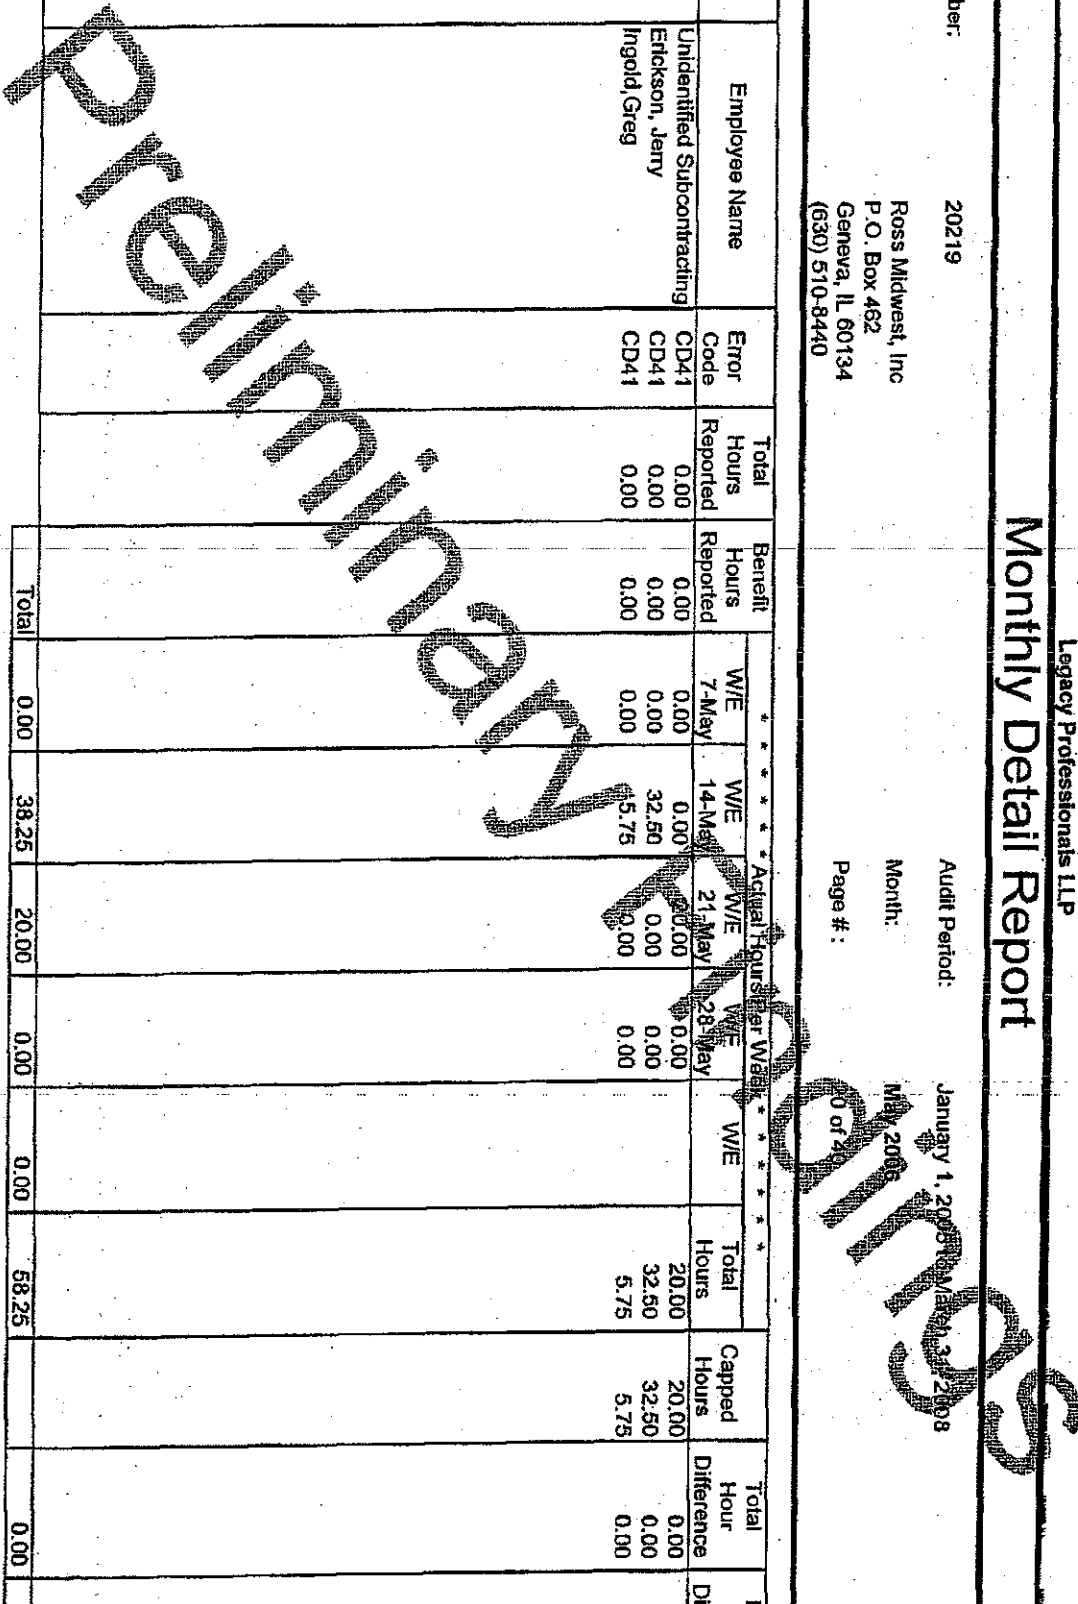 Legacy Professionals LLP
Monthly Detail Report
ber:
20219
Audit Period:
January 1, 2005 to March 31, 2008
Ross Midwest, Inc
Month:
May 2006
P.O. Box 462
Geneva, IL 60134
Page # :
0 of 40
(630) 510-8440
Employee Name
Error Code
Total Hours Reported
Benefit Hours Reported
* * * * * * Actual Hours Per Week * * * * * *
W/E 7-May
W/E 14-May
W/E 21-May
W/E 28-May
W/E
Total Hours
Capped Hours
Total Hour Difference
Di
Unidentified Subcontracting CD41 0.00 0.00 0.00 0.00 20.00 0.00 20.00 20.00 0.00
Erickson, Jerry CD41 0.00 0.00 0.00 32.50 0.00 0.00 32.50 32.50 0.00
Ingold,Greg CD41 0.00 0.00 0.00 5.75 0.00 0.00 5.75 5.75 0.00
Total 0.00 38.25 20.00 0.00 0.00 58.25 0.00
Preliminary Findings